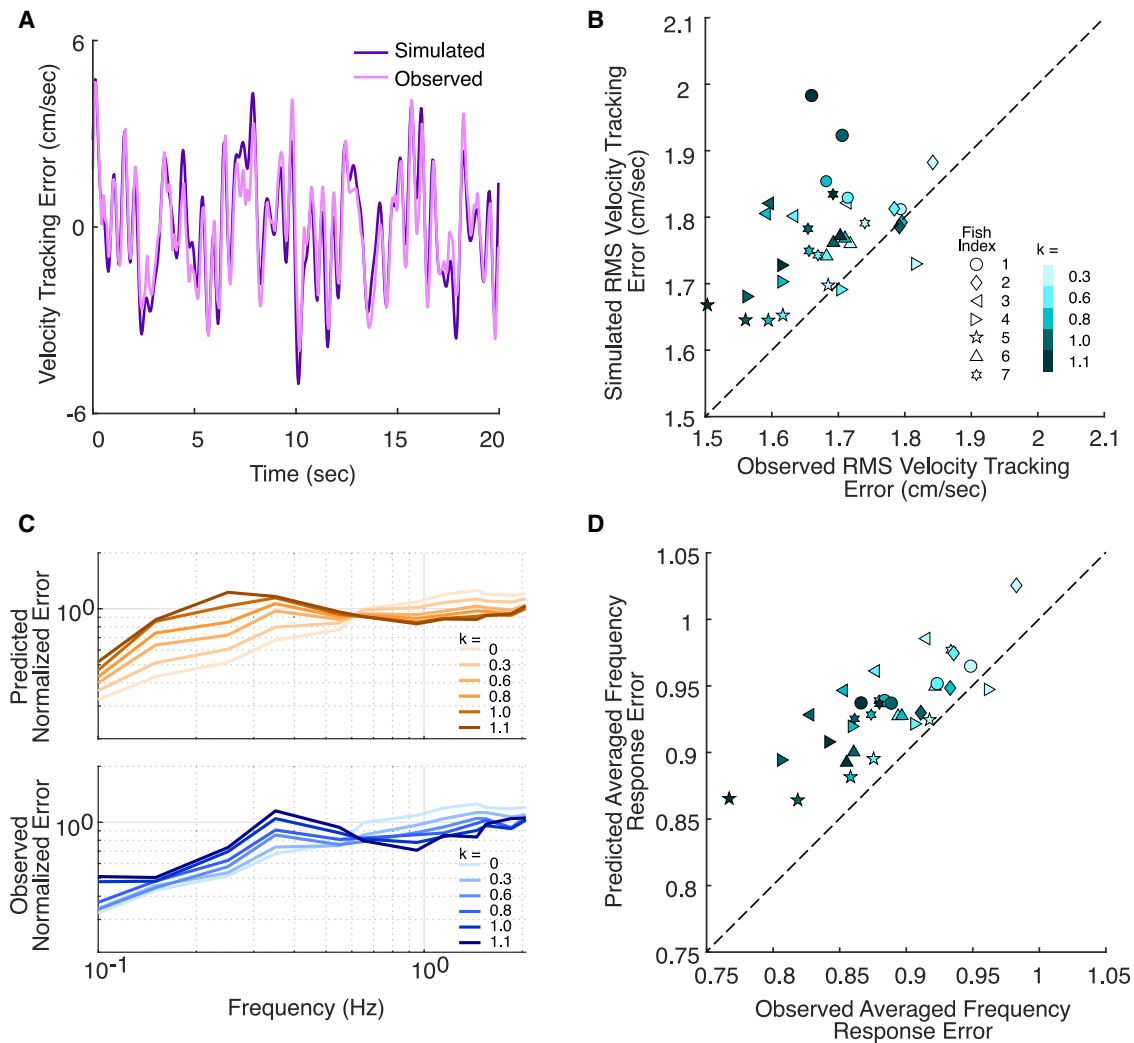 A
6
0
-6
Velocity Tracking Error (cm/sec)
Simulated
Observed
0 5 10 15 20
Time (sec)
B
2.1
2
1.9
1.8
1.7
1.6
1.5
Simulated RMS Velocity Tracking
Error (cm/sec)
Fish
Index
1
2
3
4
5
6
7
k =
0.3
0.6
0.8
1.0
1.1
1.5 1.6 1.7 1.8 1.9 2 2.1
Observed RMS Velocity Tracking
Error (cm/sec)
C
Predicted
Normalized Error
10^0
k =
0
0.3
0.6
0.8
1.0
1.1
Observed
Normalized Error
10^0
k =
0
0.3
0.6
0.8
1.0
1.1
10^-1 10^0
Frequency (Hz)
D
1.05
1
0.95
0.9
0.85
0.8
0.75
Predicted Averaged Frequency
Response Error
0.75 0.8 0.85 0.9 0.95 1 1.05
Observed Averaged Frequency
Response Error